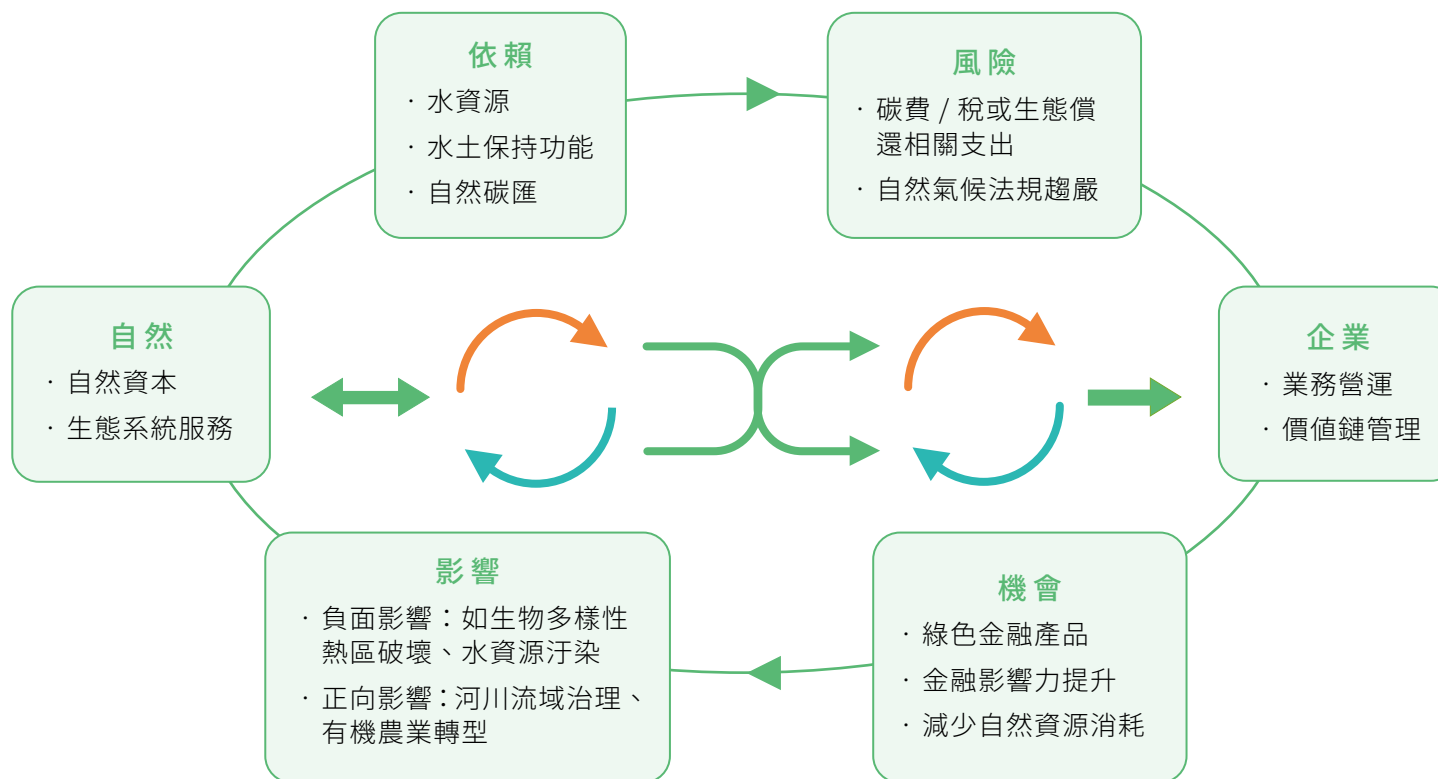 依賴
· 水資源
· 水土保持功能
· 自然碳匯
風險
· 碳費 / 稅或生態償
還相關支出
· 自然氣候法規趨嚴
自然
· 自然資本
· 生態系統服務
企業
· 業務營運
· 價值鏈管理
影響
· 負面影響：如生物多樣性
熱區破壞、水資源汙染
· 正向影響：河川流域治理、
有機農業轉型
機會
· 綠色金融產品
· 金融影響力提升
· 減少自然資源消耗